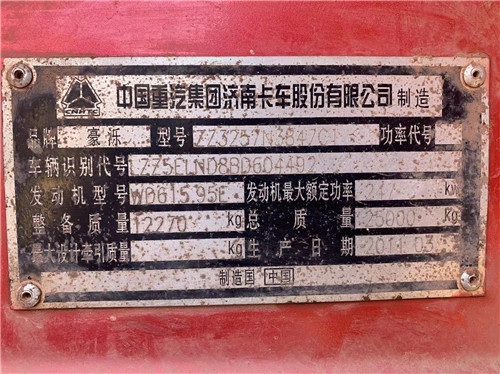 CNHTC 中国重汽集团济南卡车股份有限公司 制造
品牌 豪泺 型号 ZZ3257N3847C1 功率代号
车辆识别代号 LZZ5ELND8BD604492
发动机型号 WD615.95E 发动机最大额定功率 247 kW
整备质量 12270 kg 总质量 25000 kg
最大设计牵引质量 kg 生产日期 2011.03
制造国 中国